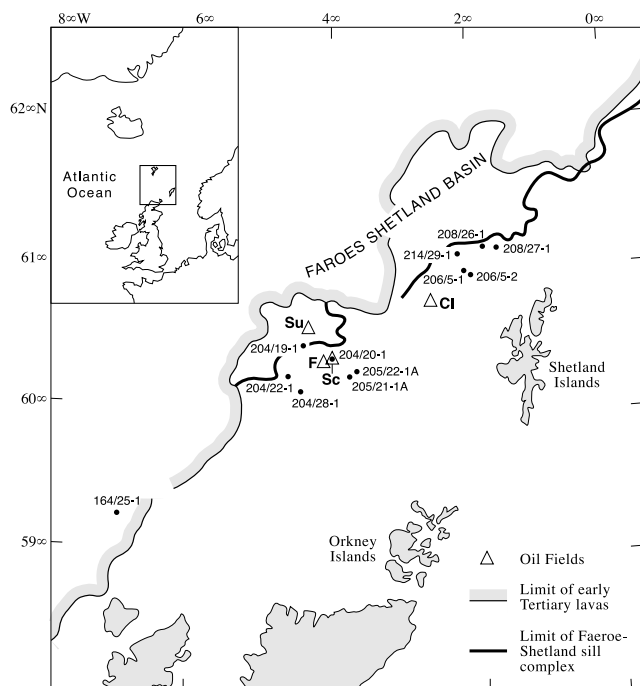 8∞W
6∞
4∞
2∞
0∞
62∞N
Atlantic
Ocean
FAROES SHETLAND BASIN
208/26-1
61∞
214/29-1
208/27-1
206/5-1
206/5-2
Cl
Su
204/19-1
204/20-1
F
205/22-1A
Sc
204/22-1
205/21-1A
Shetland
Islands
60∞
204/28-1
164/25-1
59∞
Orkney
Islands
Oil Fields
Limit of early
Tertiary lavas
Limit of Faeroe-
Shetland sill
complex